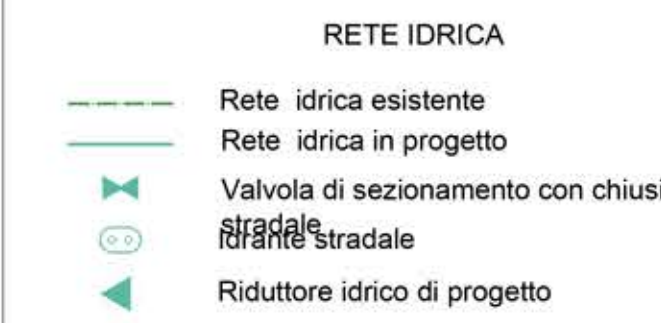 RETE IDRICA
Rete idrica esistente
Rete idrica in progetto
Valvola di sezionamento con chiusi
stradale
Idrante stradale
Riduttore idrico di progetto